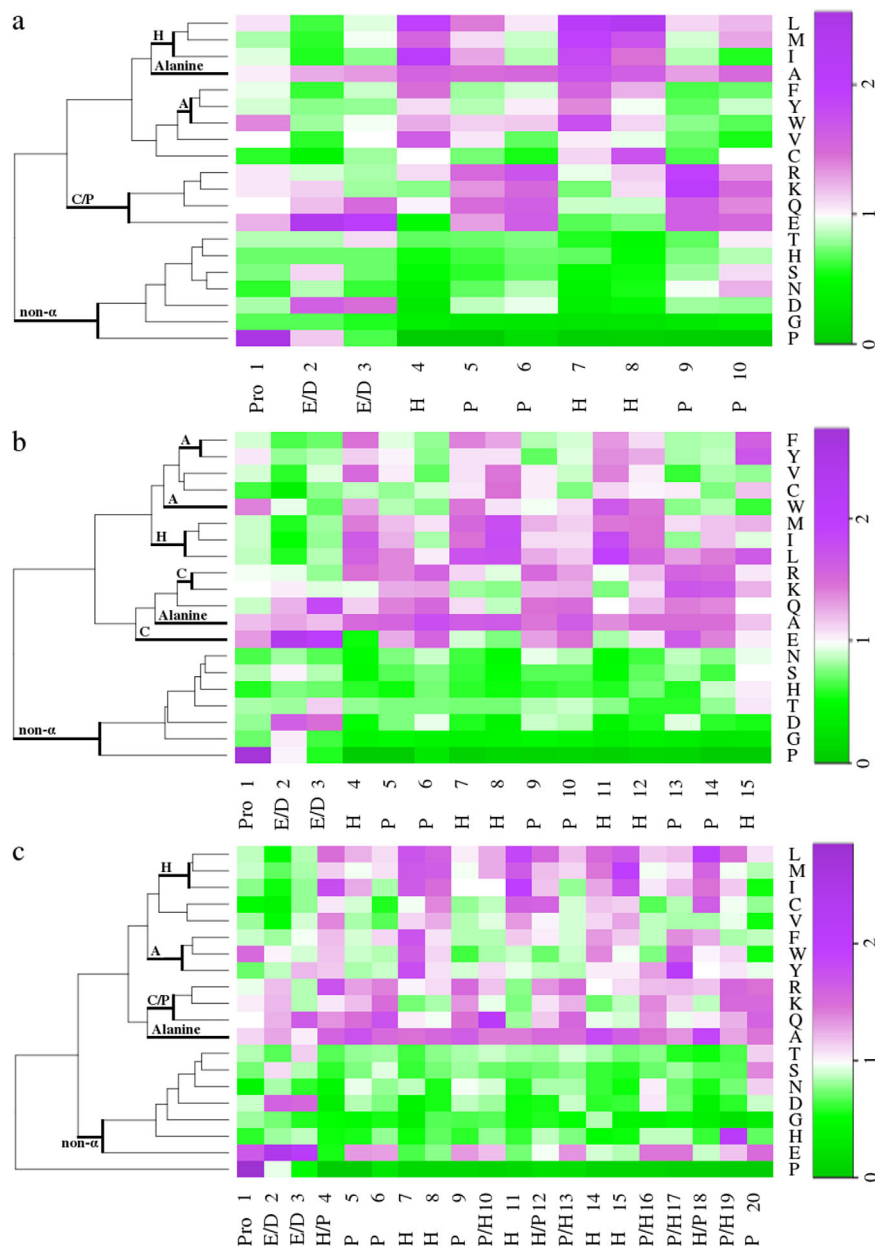 a
H
Alanine
A
C/P
non-α
L
M
I
A
F
Y
W
V
C
R
K
Q
E
T
H
S
N
D
G
P
2
1
0
Pro 1
E/D 2
E/D 3
H 4
P 5
P 6
H 7
H 8
P 9
P 10
b
A
A
H
C
Alanine
C
non-α
F
Y
V
C
W
M
I
L
R
K
Q
A
E
N
S
H
T
D
G
P
2
1
0
Pro 1
E/D 2
E/D 3
H 4
P 5
P 6
H 7
H 8
P 9
P 10
H 11
H 12
P 13
P 14
H 15
c
H
A
C/P
Alanine
non-α
L
M
I
C
V
F
W
Y
R
K
Q
A
T
S
N
D
G
H
E
P
2
1
0
Pro 1
E/D 2
E/D 3
H/P 4
P 5
P 6
H 7
H 8
P 9
P/H10
H 11
H/P12
P/H13
H 14
H 15
P/H16
P/H17
H/P18
P/H19
P 20